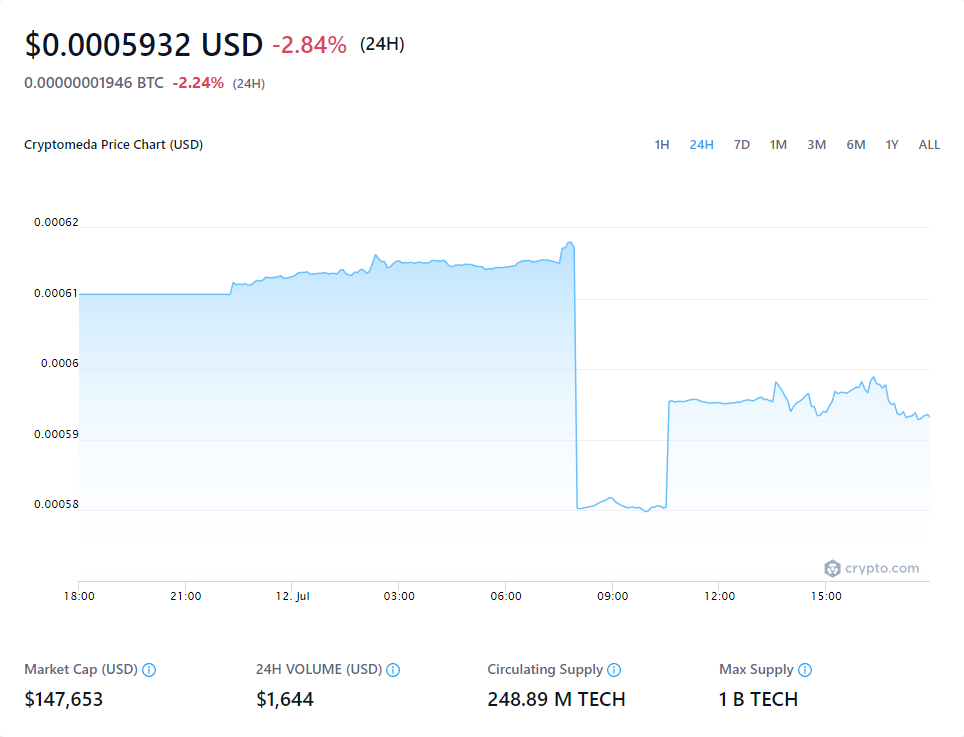 $0.0005932 USD -2.84% (24H)
0.00000001946 BTC -2.24% (24H)
Cryptomeda Price Chart (USD) 1H 24H 7D 1M 3M 6M 1Y ALL
0.00062
0.00061
0.0006
0.00059
0.00058
crypto.com
18:00 21:00 12. Jul 03:00 06:00 09:00 12:00 15:00
Market Cap (USD) 24H VOLUME (USD) Circulating Supply Max Supply
$147,653 $1,644 248.89 M TECH 1 B TECH